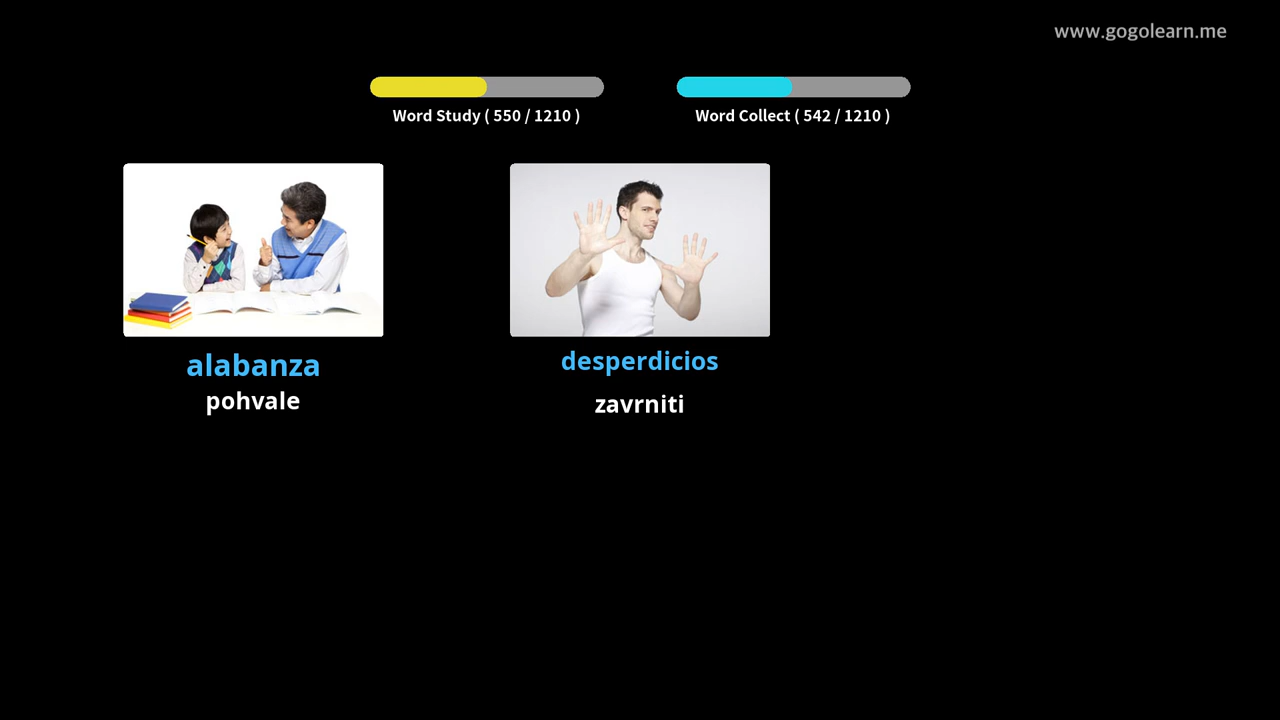 www.gogolearn.me
Word Study ( 550 / 1210 )
Word Collect ( 542 / 1210 )
alabanza
pohvale
desperdicios
zavrniti